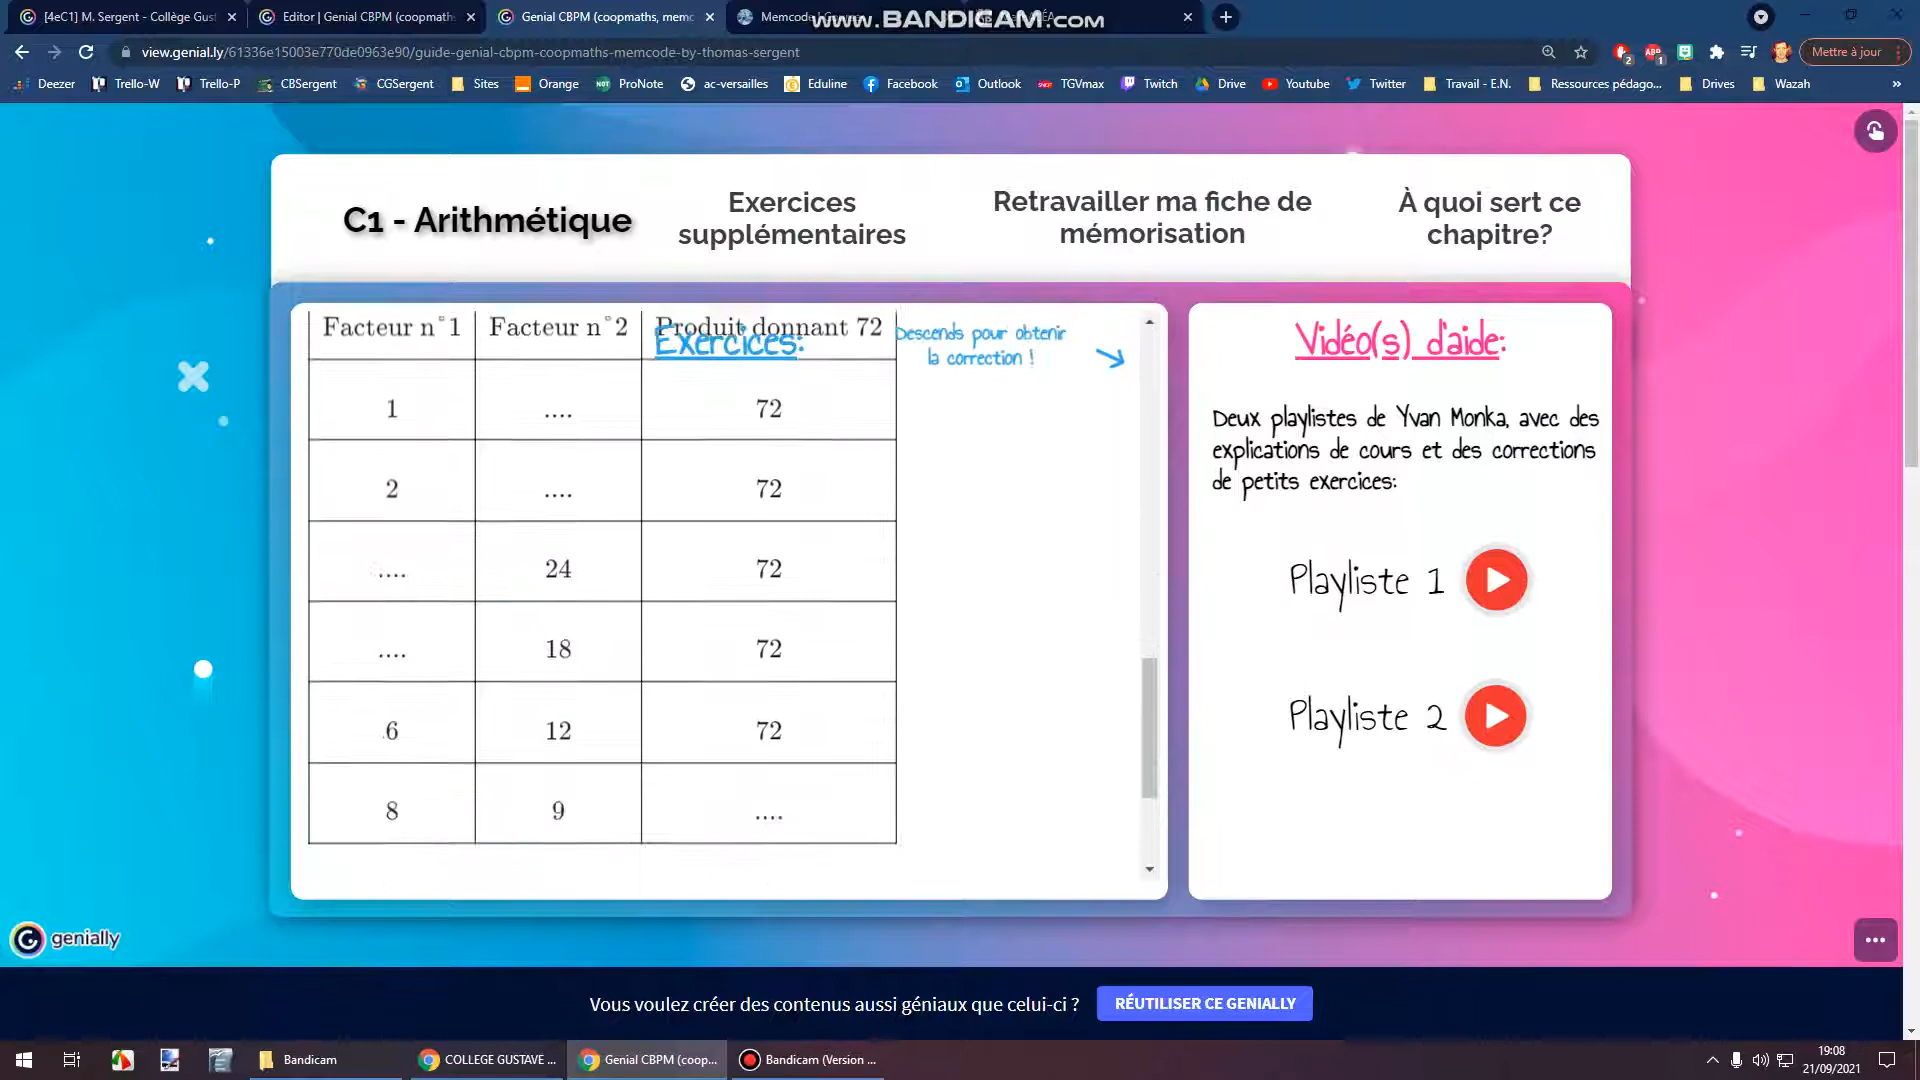 [4eC1] M. Sergent - Collège Gust
Editor | Genial CBPM (coopmaths
Genial CBPM (coopmaths, memc
Memcode
www.BANDICAM.com
view.genial.ly/61336e15003e770de0963e90/guide-genial-cbpm-coopmaths-memcode-by-thomas-sergent
Mettre à jour
Deezer
Trello-W
Trello-P
CBSergent
CGSergent
Sites
Orange
ProNote
ac-versailles
Eduline
Facebook
Outlook
TGVmax
Twitch
Drive
Youtube
Twitter
Travail - E.N.
Ressources pédago...
Drives
Wazah
»
C1 - Arithmétique
Exercices
supplémentaires
Retravailler ma fiche de
mémorisation
À quoi sert ce
chapitre?
Facteur n°1 Facteur n°2 Produit donnant 72
Exercices:
Descends pour obtenir
la correction !
1 .... 72
2 .... 72
.... 24 72
.... 18 72
6 12 72
8 9 ....
Vidéo(s) d'aide:
Deux playlistes de Yvan Monka, avec des
explications de cours et des corrections
de petits exercices:
Playliste 1
Playliste 2
genially
Vous voulez créer des contenus aussi géniaux que celui-ci ?
RÉUTILISER CE GENIALLY
Bandicam
COLLEGE GUSTAVE ...
Genial CBPM (coop...
Bandicam (Version ...
19:08
21/09/2021